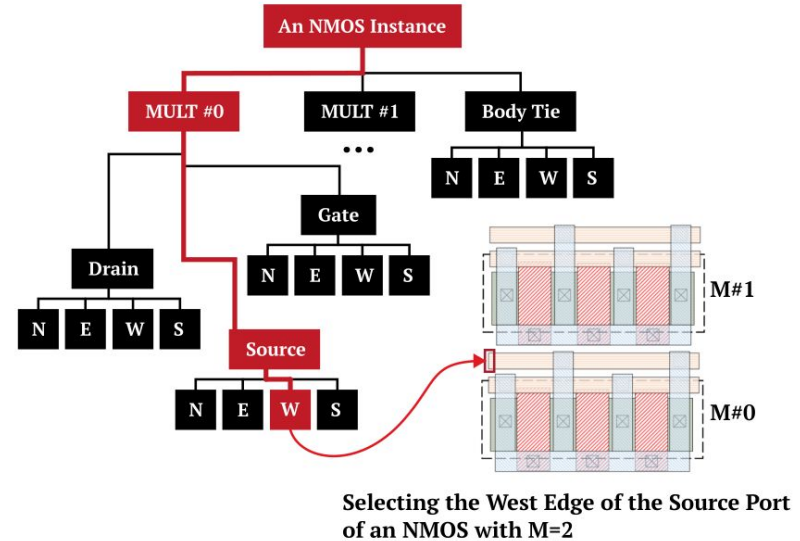 An NMOS Instance
MULT #0
MULT #1
Body Tie
...
N E W S
Gate
N E W S
Drain
N E W S
Source
N E W S
M#1
M#0
Selecting the West Edge of the Source Port
of an NMOS with M=2